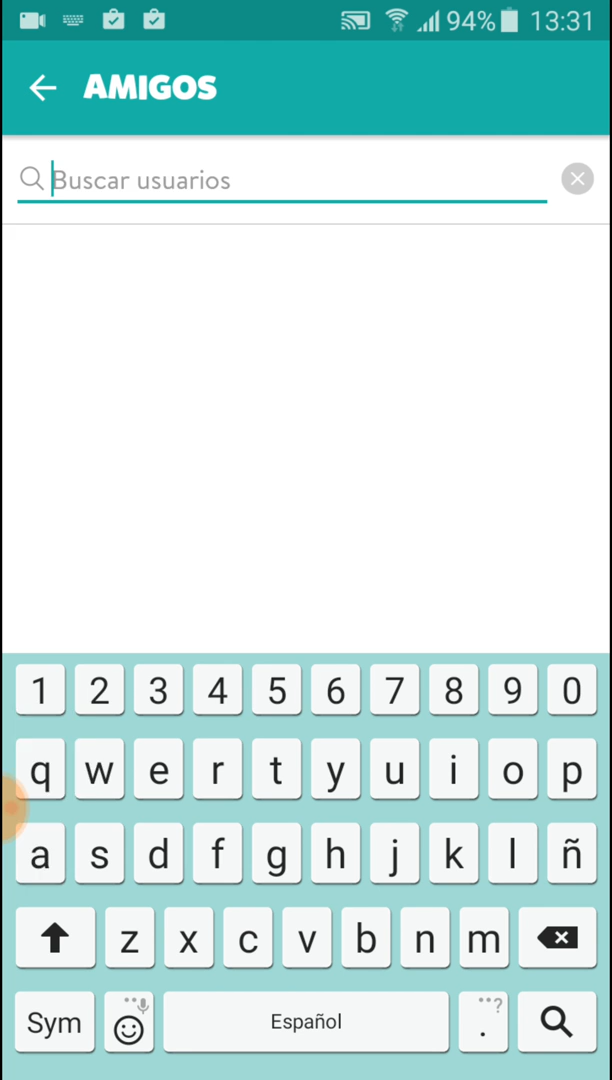 94% 13:31
AMIGOS
Buscar usuarios
1 2 3 4 5 6 7 8 9 0
q w e r t y u i o p
a s d f g h j k l ñ
z x c v b n m
Sym Español . ?